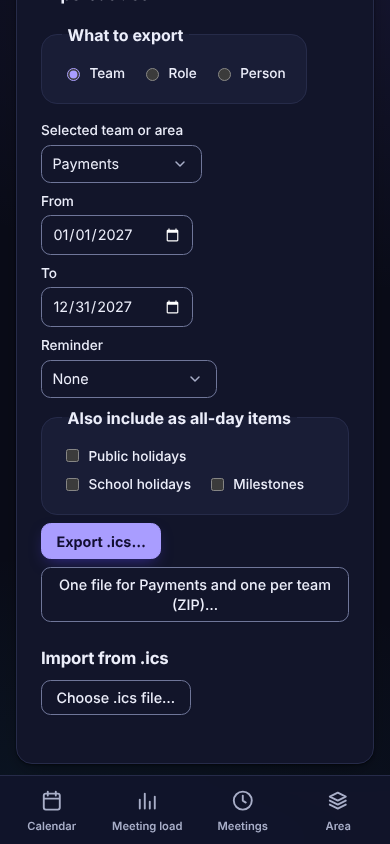 What to export
Team Role Person
Selected team or area
Payments
From
01/01/2027
To
12/31/2027
Reminder
None
Also include as all-day items
Public holidays
School holidays Milestones
Export .ics...
One file for Payments and one per team
(ZIP)...
Import from .ics
Choose .ics file...
Calendar Meeting load Meetings Area